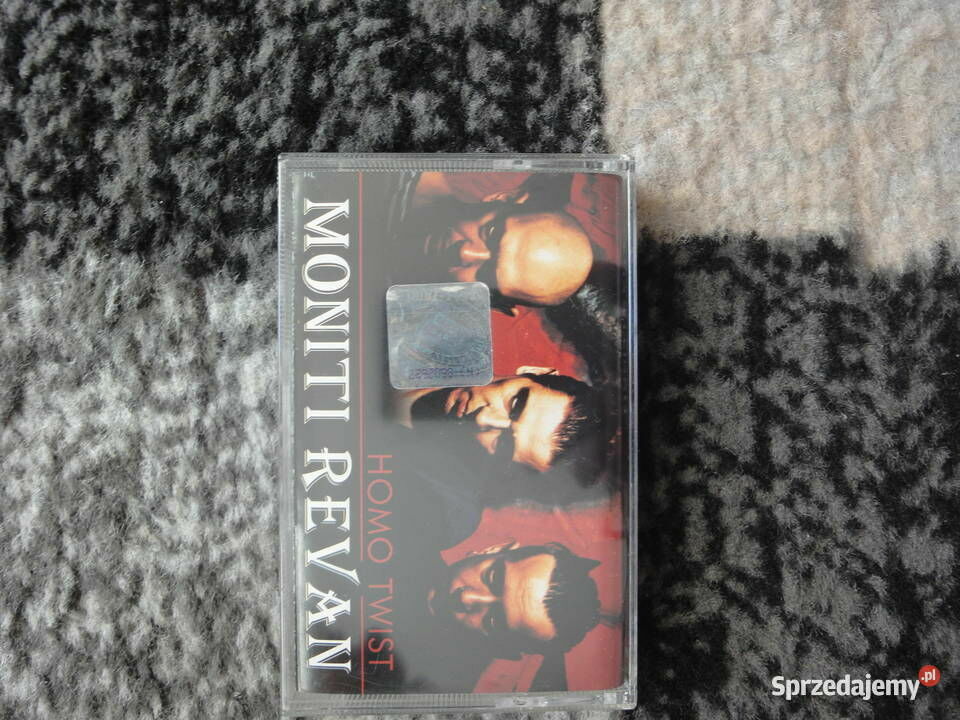 HOMO TWIST
MONITI REVAN
Sprzedajemy.pl